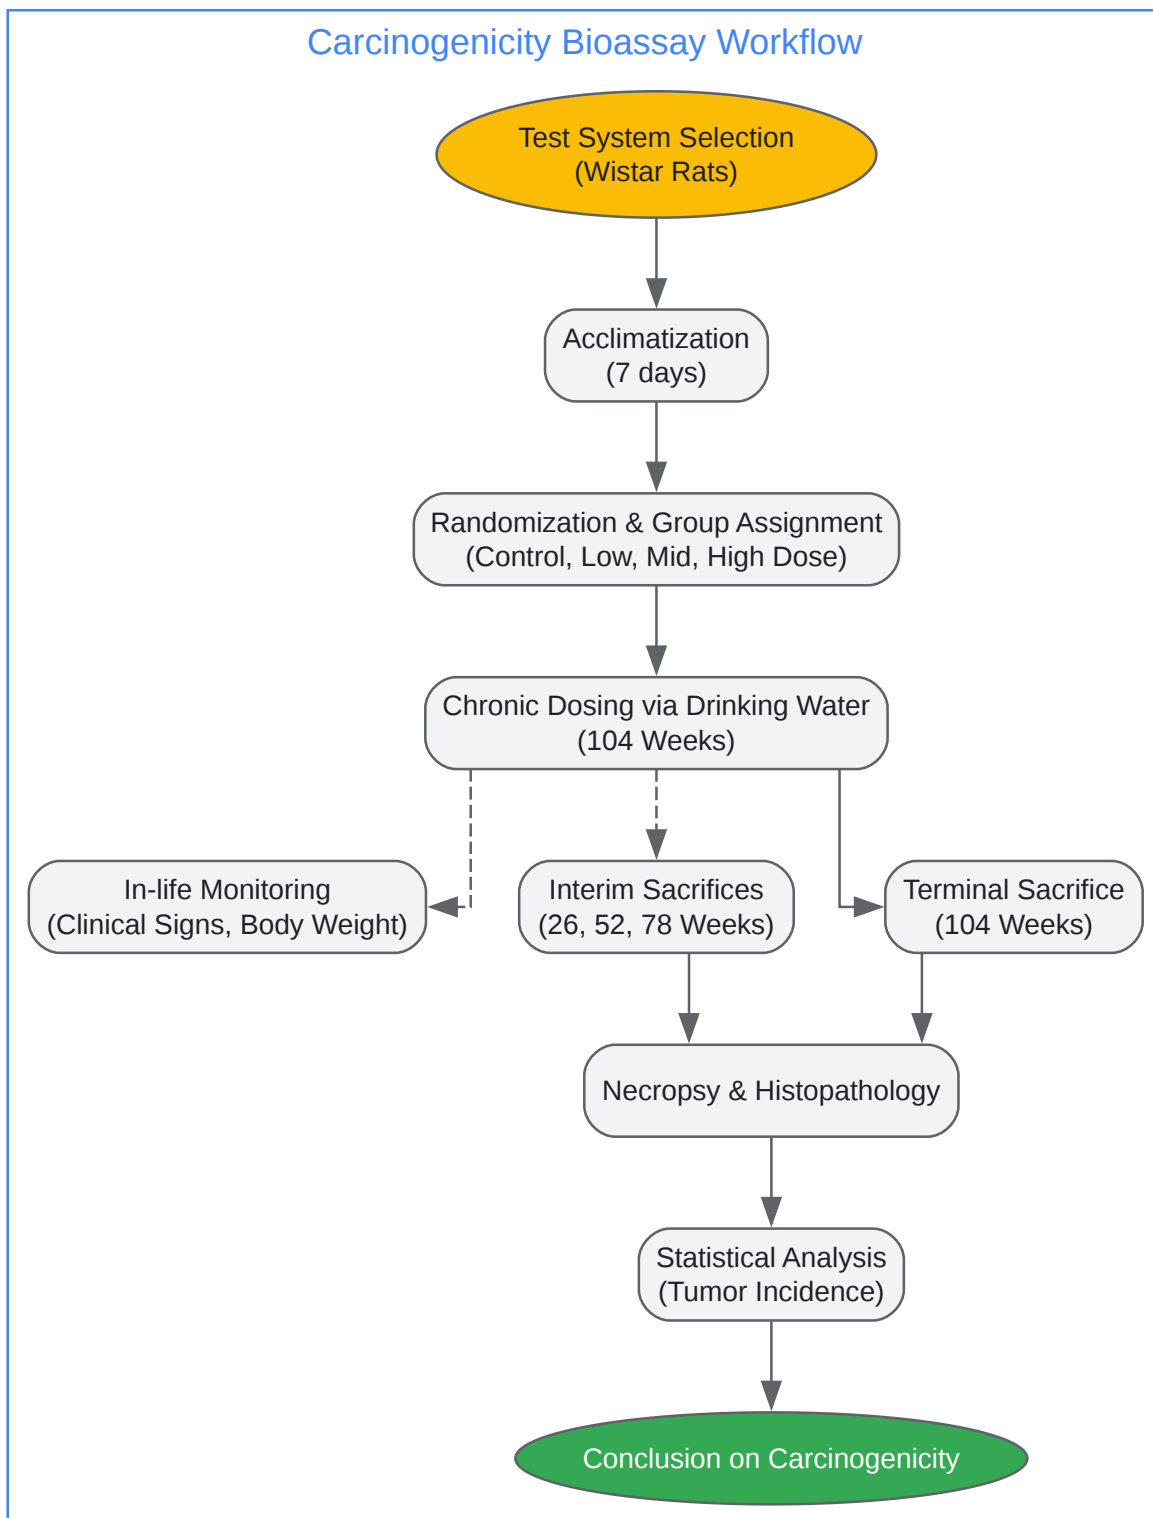 Carcinogenicity Bioassay Workflow
Test System Selection
(Wistar Rats)
Acclimatization
(7 days)
Randomization & Group Assignment
(Control, Low, Mid, High Dose)
Chronic Dosing via Drinking Water
(104 Weeks)
In-life Monitoring
(Clinical Signs, Body Weight)
Interim Sacrifices
(26, 52, 78 Weeks)
Terminal Sacrifice
(104 Weeks)
Necropsy & Histopathology
Statistical Analysis
(Tumor Incidence)
Conclusion on Carcinogenicity